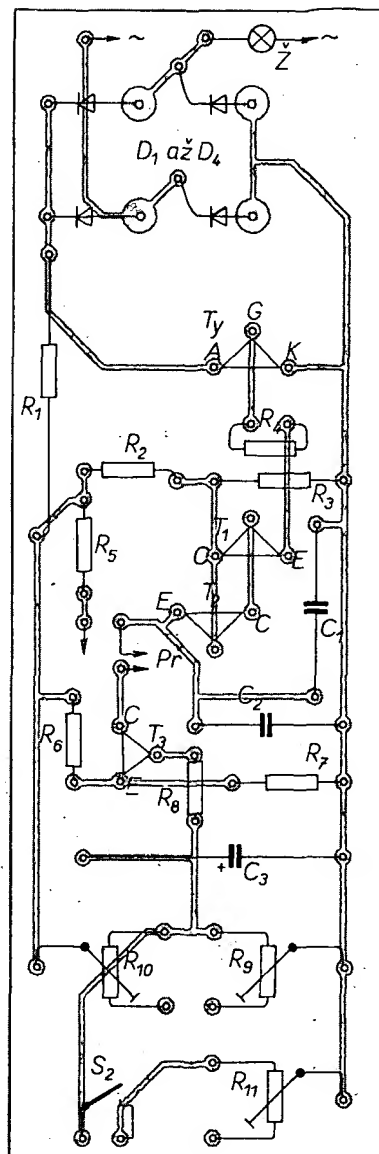 ~ ~
Ž
D₁ až D₄
Ty G
A K
R₁
R₄
R₂
R₃
T₁
R₅ C E
T₂
E C
C₁
Pr
C₂
C T₃
R₆
E R₈ R₇
+ C₃
R₁₀ R₉
S₂
R₁₁